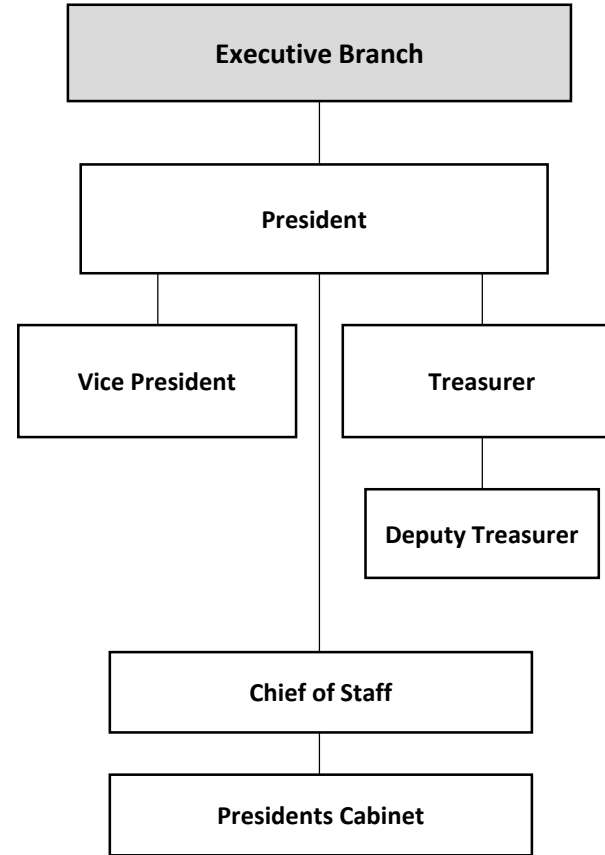 Executive Branch
President
Vice President
Treasurer
Deputy Treasurer
Chief of Staff
Presidents Cabinet